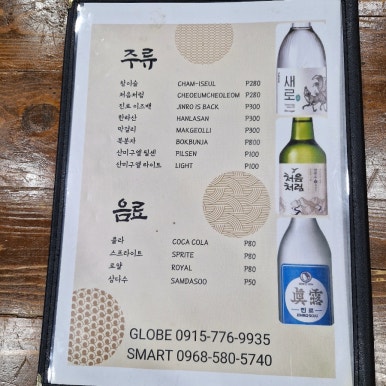 주류
참이슬 CHAM-ISEUL P280
처음처럼 CHEOEUMCHEOLEOM P280
진로 이즈백 JINRO IS BACK P300
한라산 HANLASAN P300
막걸리 MAKGEOLLI P300
복분자 BOKBUNJA P800
산미구엘 필센 PILSEN P100
산미구엘 라이트 LIGHT P100
음료
콜라 COCA COLA P80
스프라이트 SPRITE P80
로얄 ROYAL P80
삼다수 SAMDASOO P50
GLOBE 0915-776-9935
SMART 0968-580-5740
새로
처음처럼
眞露
진로